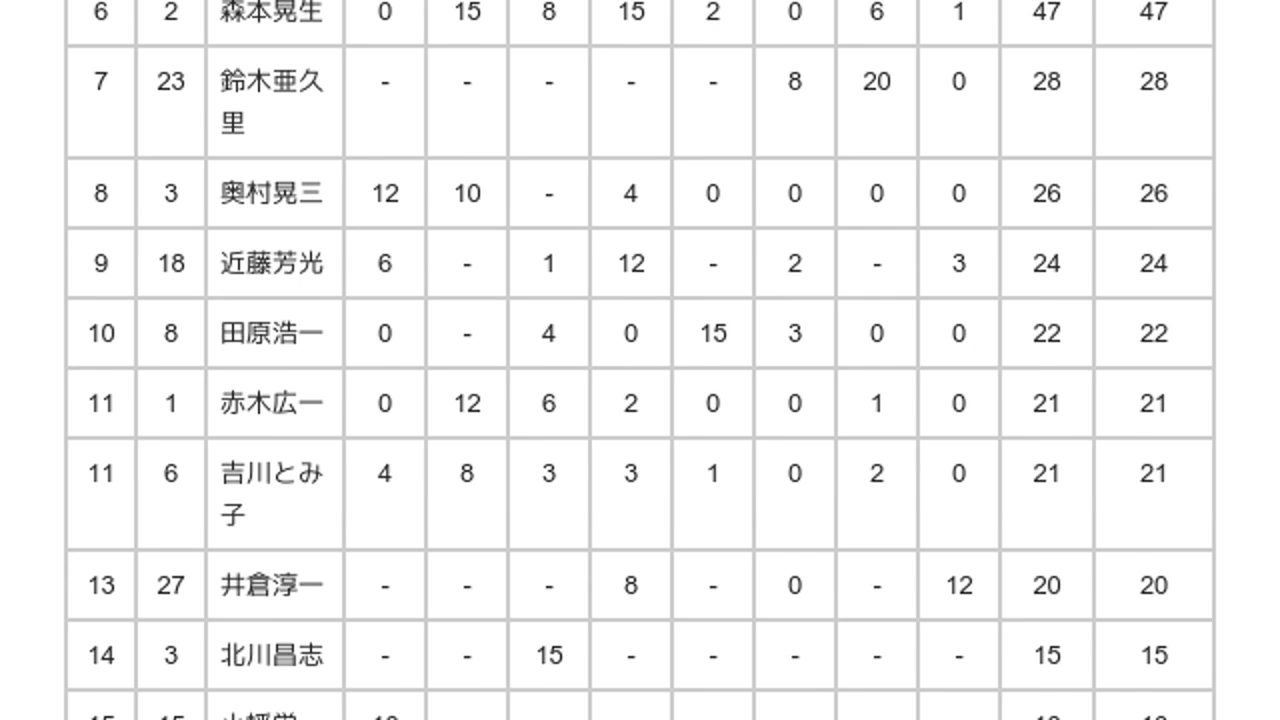 6 2 森本晃生 0 15 8 15 2 0 6 1 47 47
7 23 鈴木亜久 - - - - - 8 20 0 28 28
里
8 3 奥村晃三 12 10 - 4 0 0 0 0 26 26
9 18 近藤芳光 6 - 1 12 - 2 - 3 24 24
10 8 田原浩一 0 - 4 0 15 3 0 0 22 22
11 1 赤木広一 0 12 6 2 0 0 1 0 21 21
11 6 吉川とみ 4 8 3 3 1 0 2 0 21 21
子
13 27 井倉淳一 - - - 8 - 0 - 12 20 20
14 3 北川昌志 - - 15 - - - - - 15 15